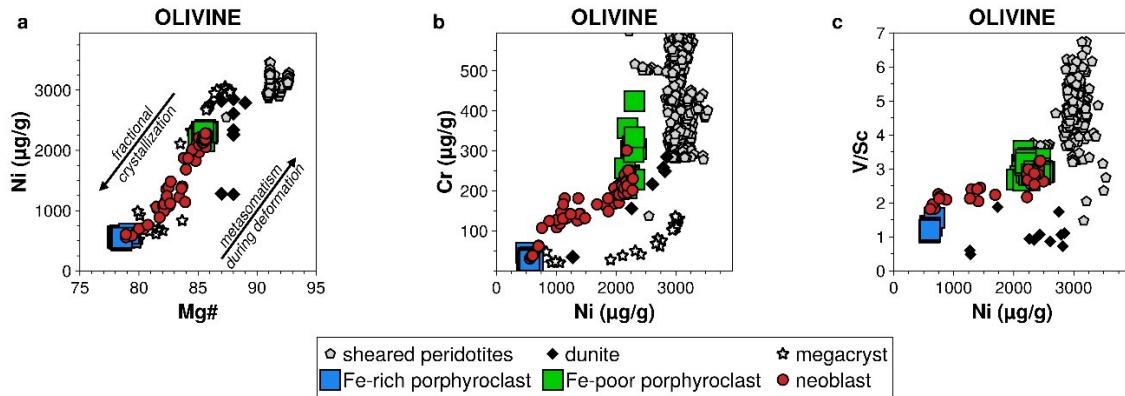 a
OLIVINE
Ni (µg/g)
3000
2000
1000
0
75
80
85
90
95
Mg#
fractional
crystallization
metasomatism
during deformation
b
OLIVINE
Cr (µg/g)
500
400
300
200
100
0
0
1000
2000
3000
Ni (µg/g)
c
OLIVINE
V/Sc
7
6
5
4
3
2
1
0
0
1000
2000
3000
Ni (µg/g)
sheared peridotites
dunite
megacryst
Fe-rich porphyroclast
Fe-poor porphyroclast
neoblast